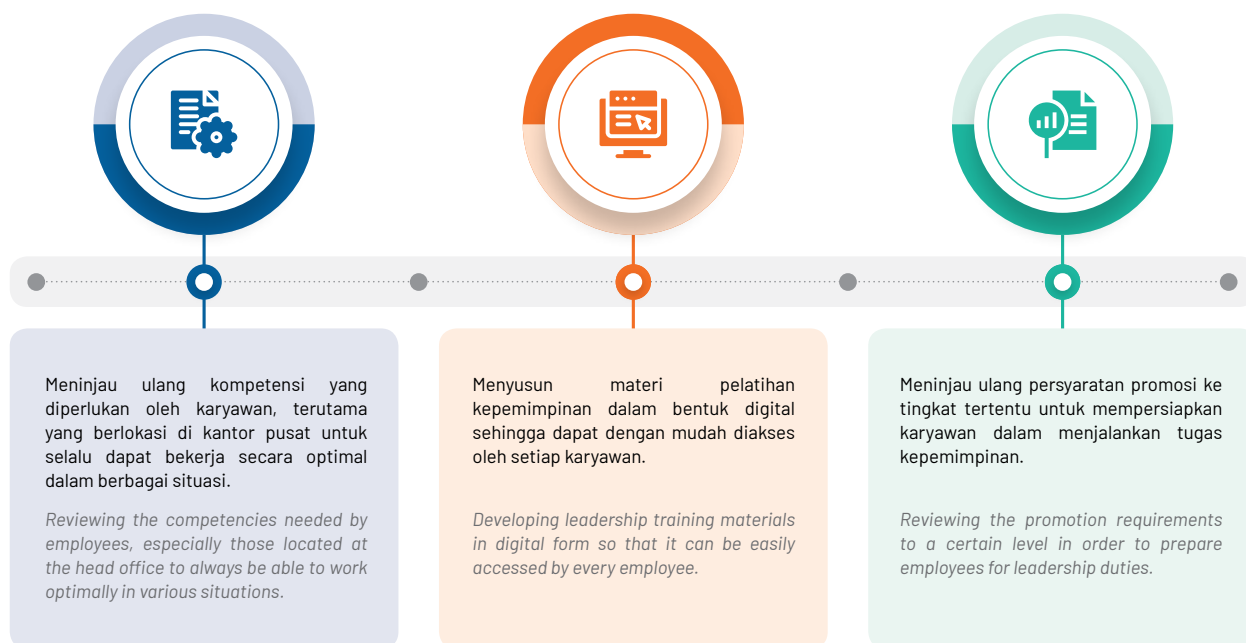 Meninjau ulang kompetensi yang
diperlukan oleh karyawan, terutama
yang berlokasi di kantor pusat untuk
selalu dapat bekerja secara optimal
dalam berbagai situasi.
Reviewing the competencies needed by
employees, especially those located at
the head office to always be able to work
optimally in various situations.
Menyusun materi pelatihan
kepemimpinan dalam bentuk digital
sehingga dapat dengan mudah diakses
oleh setiap karyawan.
Developing leadership training materials
in digital form so that it can be easily
accessed by every employee.
Meninjau ulang persyaratan promosi ke
tingkat tertentu untuk mempersiapkan
karyawan dalam menjalankan tugas
kepemimpinan.
Reviewing the promotion requirements
to a certain level in order to prepare
employees for leadership duties.